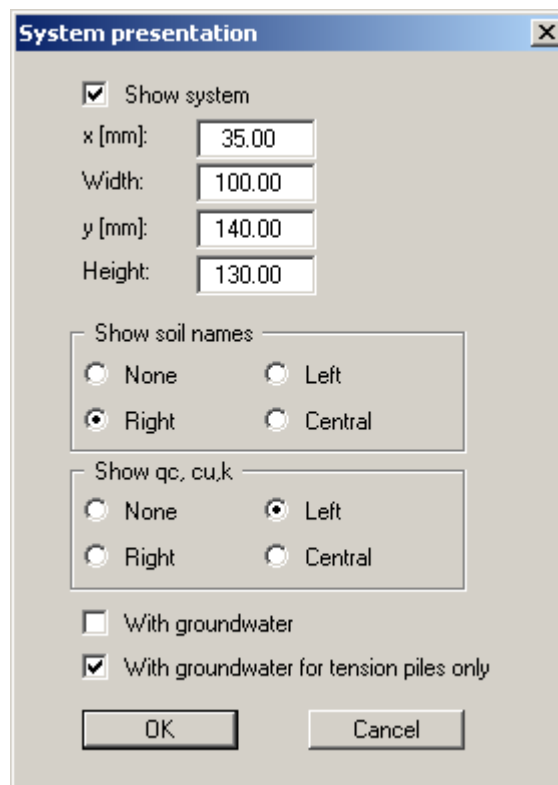 System presentation
Show system
x [mm]: 35.00
Width: 100.00
y [mm]: 140.00
Height: 130.00
Show soil names
None Left
Right Central
Show qc, cu,k
None Left
Right Central
With groundwater
With groundwater for tension piles only
OK Cancel